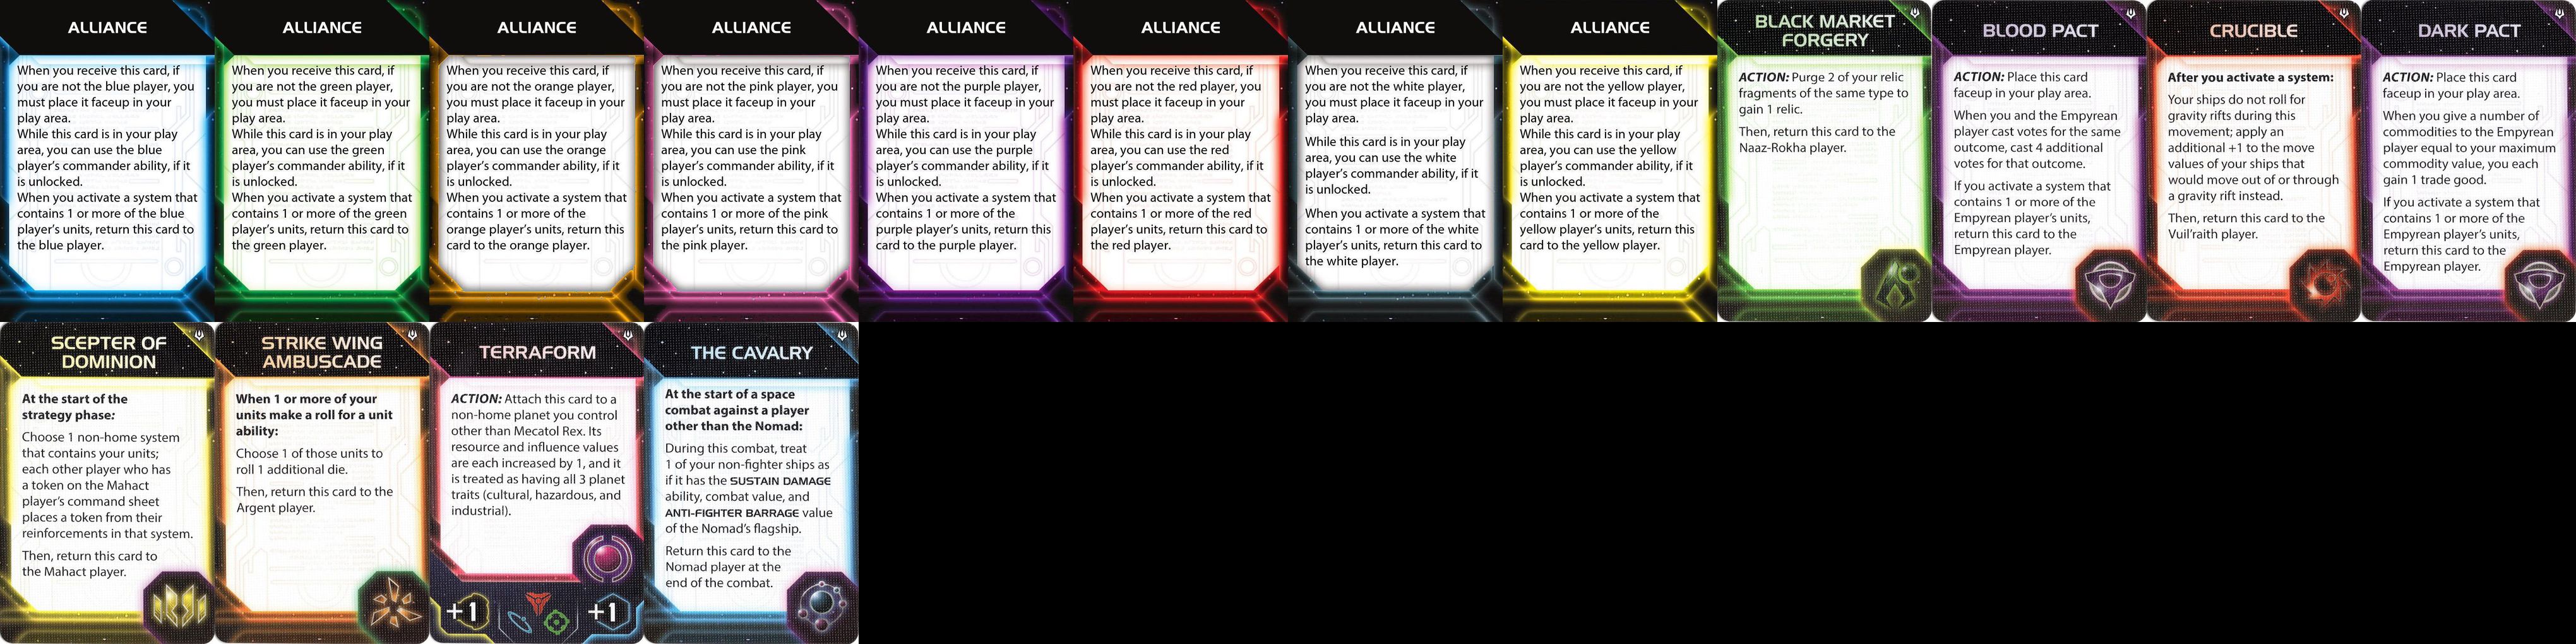 ALLIANCE
When you receive this card, if
you are not the blue player, you
must place it faceup in your
play area.
While this card is in your play
area, you can use the blue
player's commander ability, if it
is unlocked.
When you activate a system that
contains 1 or more of the blue
player's units, return this card to
the blue player.
ALLIANCE
When you receive this card, if
you are not the green player,
you must place it faceup in your
play area.
While this card is in your play
area, you can use the green
player's commander ability, if it
is unlocked.
When you activate a system that
contains 1 or more of the green
player's units, return this card to
the green player.
ALLIANCE
When you receive this card, if
you are not the orange player,
you must place it faceup in your
play area.
While this card is in your play
area, you can use the orange
player's commander ability, if it
is unlocked.
When you activate a system that
contains 1 or more of the
orange player's units, return this
card to the orange player.
ALLIANCE
When you receive this card, if
you are not the pink player, you
must place it faceup in your
play area.
While this card is in your play
area, you can use the pink
player's commander ability, if it
is unlocked.
When you activate a system that
contains 1 or more of the pink
player's units, return this card to
the pink player.
ALLIANCE
When you receive this card, if
you are not the purple player,
you must place it faceup in your
play area.
While this card is in your play
area, you can use the purple
player's commander ability, if it
is unlocked.
When you activate a system that
contains 1 or more of the
purple player's units, return this
card to the purple player.
ALLIANCE
When you receive this card, if
you are not the red player, you
must place it faceup in your
play area.
While this card is in your play
area, you can use the red
player's commander ability, if it
is unlocked.
When you activate a system that
contains 1 or more of the red
player's units, return this card to
the red player.
ALLIANCE
When you receive this card, if
you are not the white player,
you must place it faceup in your
play area.
While this card is in your play
area, you can use the white
player's commander ability, if it
is unlocked.
When you activate a system that
contains 1 or more of the white
player's units, return this card to
the white player.
ALLIANCE
When you receive this card, if
you are not the yellow player,
you must place it faceup in your
play area.
While this card is in your play
area, you can use the yellow
player's commander ability, if it
is unlocked.
When you activate a system that
contains 1 or more of the
yellow player's units, return this
card to the yellow player.
BLACK MARKET
FORGERY
ACTION: Purge 2 of your relic
fragments of the same type to
gain 1 relic.
Then, return this card to the
Naaz-Rokha player.
BLOOD PACT
ACTION: Place this card
faceup in your play area.
When you and the Empyrean
player cast votes for the same
outcome, cast 4 additional
votes for that outcome.
If you activate a system that
contains 1 or more of the
Empyrean player's units,
return this card to the
Empyrean player.
CRUCIBLE
After you activate a system:
Your ships do not roll for
gravity rifts during this
movement; apply an
additional +1 to the move
values of your ships that
would move out of or through
a gravity rift instead.
Then, return this card to the
Vuil'raith player.
DARK PACT
ACTION: Place this card
faceup in your play area.
When you give a number of
commodities to the Empyrean
player equal to your maximum
commodity value, you each
gain 1 trade good.
If you activate a system that
contains 1 or more of the
Empyrean player's units,
return this card to the
Empyrean player.
SCEPTER OF
DOMINION
At the start of the
strategy phase:
Choose 1 non-home system
that contains your units;
each other player who has
a token on the Mahact
player's command sheet
places a token from their
reinforcements in that system.
Then, return this card to
the Mahact player.
STRIKE WING
AMBUSCADE
When 1 or more of your
units make a roll for a unit
ability:
Choose 1 of those units to
roll 1 additional die.
Then, return this card to the
Argent player.
TERRAFORM
ACTION: Attach this card to a
non-home planet you control
other than Mecatol Rex. Its
resource and influence values
are each increased by 1, and it
is treated as having all 3 planet
traits (cultural, hazardous, and
industrial).
+1
+1
THE CAVALRY
At the start of a space
combat against a player
other than the Nomad:
During this combat, treat
1 of your non-fighter ships as
if it has the SUSTAIN DAMAGE
ability, combat value, and
ANTI-FIGHTER BARRAGE value
of the Nomad's flagship.
Return this card to the
Nomad player at the
end of the combat.